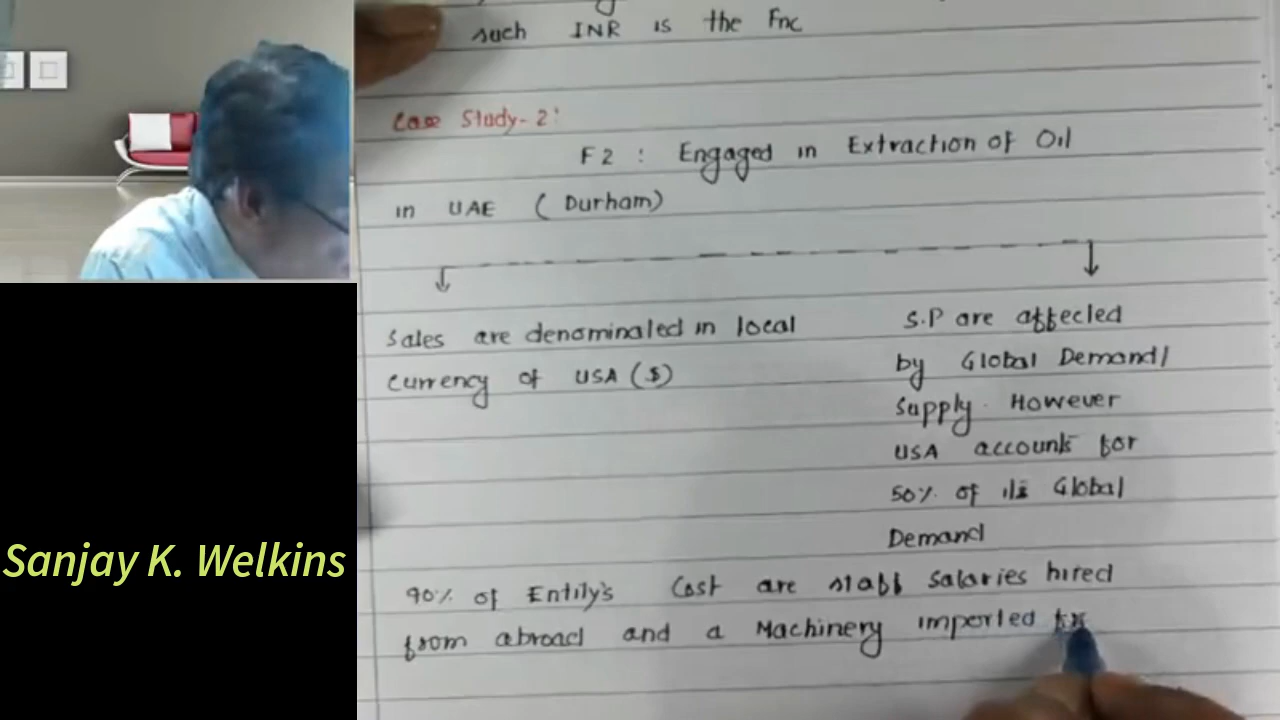 such INR is the Fnc
Case Study-2:
F2 : Engaged in Extraction of Oil
in UAE ( Durham)
Sales are denominated in local
currency of USA ($)
S.P are affected
by Global Demand/
Supply. However
USA accounts for
50% of its Global
Demand
90% of Entity's Cost are staff salaries hired
from abroad and a Machinery imported
Sanjay K. Welkins